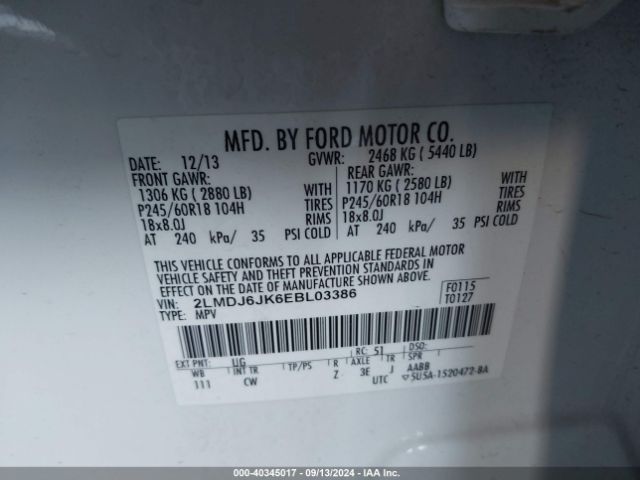 MFD. BY FORD MOTOR CO.
DATE: 12/13 GVWR: 2468 KG ( 5440 LB)
FRONT GAWR: REAR GAWR:
1306 KG ( 2880 LB) WITH 1170 KG ( 2580 LB) WITH
P245/60R18 104H TIRES P245/60R18 104H TIRES
18x8.0J RIMS 18x8.0J RIMS
AT 240 kPa/ 35 PSI COLD AT 240 kPa/ 35 PSI COLD
THIS VEHICLE CONFORMS TO ALL APPLICABLE FEDERAL MOTOR
VEHICLE SAFETY AND THEFT PREVENTION STANDARDS IN
EFFECT ON THE DATE OF MANUFACTURE SHOWN ABOVE.
VIN: 2LMDJ6JK6EBL03386 F0115
TYPE: MPV T0127
EXT PNT: UG RC: 51 DSO:
WB INT TR TP/PS R AXLE TR SPR
111 CW Z 3E J AABB
UTC 5U5A-1520472-BA
000 - 40345017 - 09/13/2024 - IAA Inc.